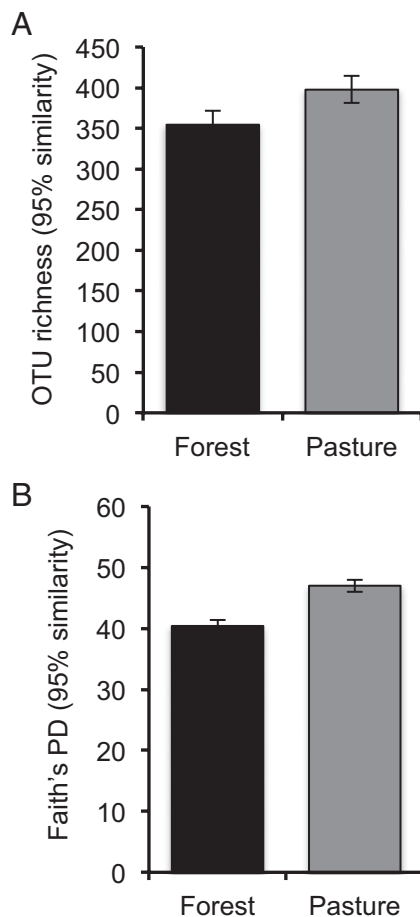 A
OTU richness (95% similarity)
450
400
350
300
250
200
150
100
50
0
Forest Pasture
B
Faith's PD (95% similarity)
60
50
40
30
20
10
0
Forest Pasture